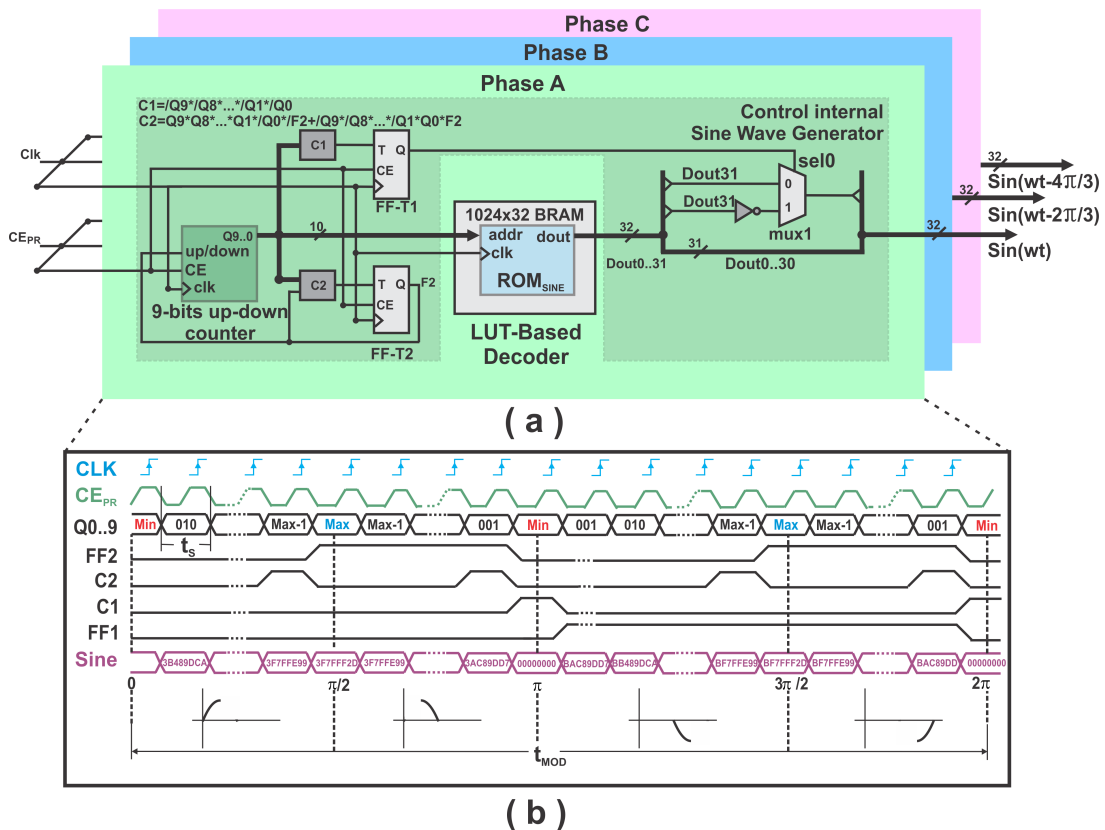 Phase C
Phase B
Phase A
C1=/Q9*/Q8*...*/Q1*/Q0
C2=Q9*Q8*...*Q1*/Q0*/F2+/Q9*/Q8*...*/Q1*Q0*F2
Control internal
Sine Wave Generator
Clk
CEPR
C1
T Q
CE
FF-T1
sel0
Dout31
0
Dout31
1
mux1
32
Sin(wt-4π/3)
32
Sin(wt-2π/3)
32
Sin(wt)
Q9..0
10
up/down
CE
clk
9-bits up-down
counter
1024x32 BRAM
addr dout
clk
ROMSINE
LUT-Based
Decoder
32
Dout0..31
31
Dout0..30
C2
T Q
F2
CE
FF-T2
( a )
CLK
CEPR
Q0..9 Min 010 Max-1 Max Max-1 001 Min 001 010 Max-1 Max Max-1 001 Min
tS
FF2
C2
C1
FF1
Sine 3B489DCA 3F7FFE99 3F7FFF2D 3F7FFE99 3AC89DD7 00000000 BAC89DD7 BB489DCA BF7FFE99 BF7FFF2D BF7FFE99 BAC89DD 00000000
0 π/2 π 3π /2 2π
tMOD
( b )